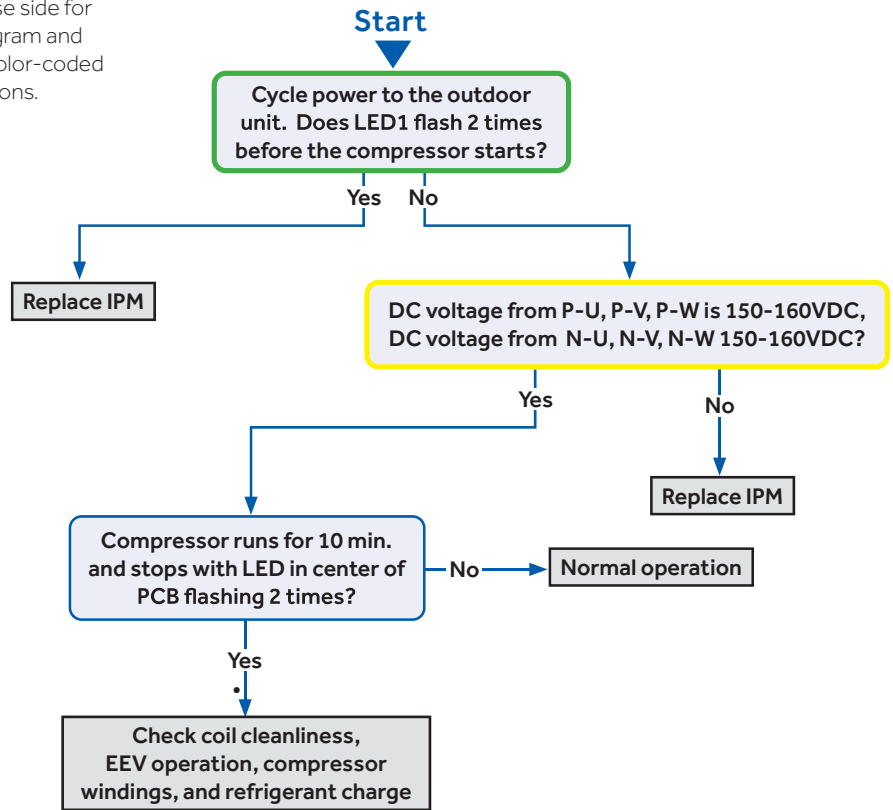 se side for
gram and
olor-coded
ons.
Start
Cycle power to the outdoor
unit. Does LED1 flash 2 times
before the compressor starts?
Yes No
Replace IPM
DC voltage from P-U, P-V, P-W is 150-160VDC,
DC voltage from N-U, N-V, N-W 150-160VDC?
Yes
No
Replace IPM
Compressor runs for 10 min.
and stops with LED in center of
PCB flashing 2 times?
No
Normal operation
Yes
Check coil cleanliness,
EEV operation, compressor
windings, and refrigerant charge